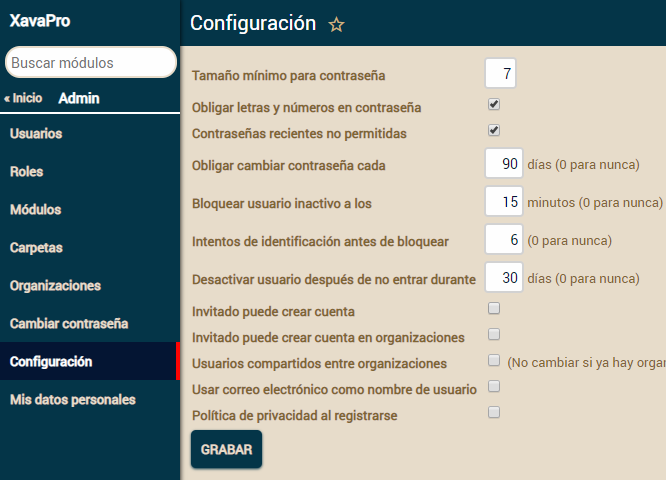 XavaPro
Buscar módulos
« Inicio Admin
Usuarios
Roles
Módulos
Carpetas
Organizaciones
Cambiar contraseña
Configuración
Mis datos personales
Configuración
Tamaño mínimo para contraseña 7
Obligar letras y números en contraseña
Contraseñas recientes no permitidas
Obligar cambiar contraseña cada 90 días (0 para nunca)
Bloquear usuario inactivo a los 15 minutos (0 para nunca)
Intentos de identificación antes de bloquear 6 (0 para nunca)
Desactivar usuario después de no entrar durante 30 días (0 para nunca)
Invitado puede crear cuenta
Invitado puede crear cuenta en organizaciones
Usuarios compartidos entre organizaciones (No cambiar si ya hay organ
Usar correo electrónico como nombre de usuario
Política de privacidad al registrarse
GRABAR